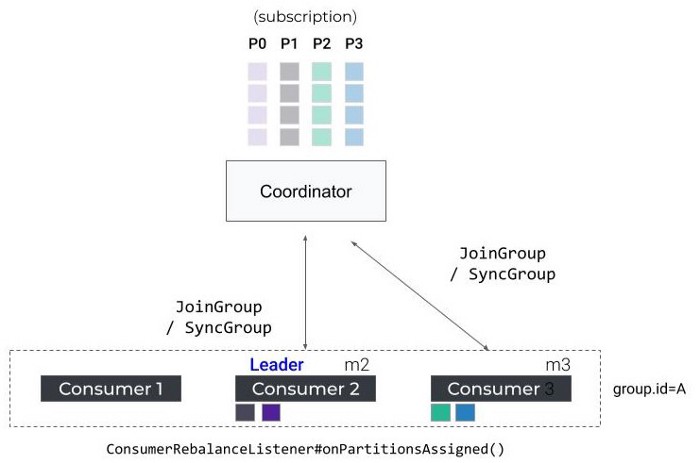 (subscription)
P0 P1 P2 P3
Coordinator
JoinGroup
/ SyncGroup
JoinGroup
/ SyncGroup
Leader m2 m3
Consumer 1 Consumer 2 Consumer 3 group.id=A
ConsumerRebalanceListener#onPartitionsAssigned()